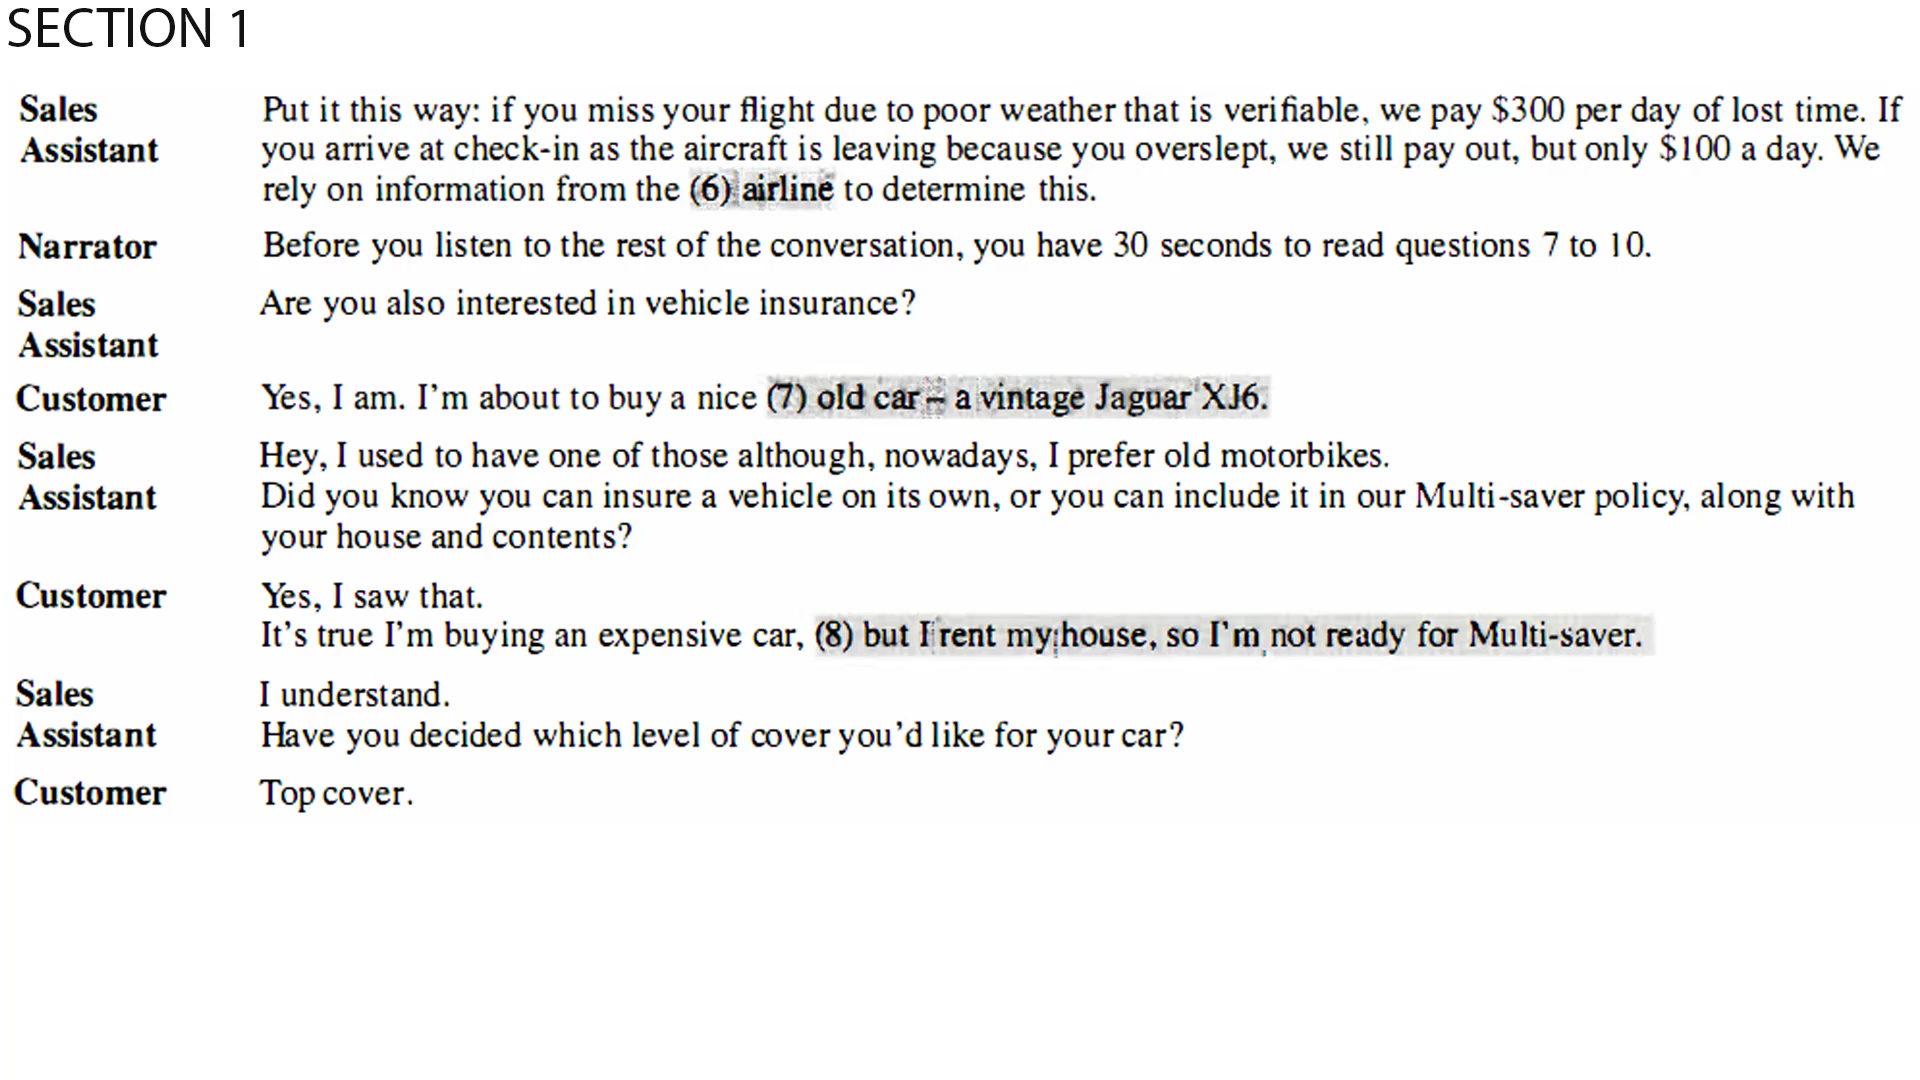 SECTION 1
Sales Put it this way: if you miss your flight due to poor weather that is verifiable, we pay $300 per day of lost time. If
Assistant you arrive at check-in as the aircraft is leaving because you overslept, we still pay out, but only $100 a day. We
rely on information from the (6) airline to determine this.
Narrator Before you listen to the rest of the conversation, you have 30 seconds to read questions 7 to 10.
Sales Are you also interested in vehicle insurance?
Assistant
Customer Yes, I am. I'm about to buy a nice (7) old car – a vintage Jaguar XJ6.
Sales Hey, I used to have one of those although, nowadays, I prefer old motorbikes.
Assistant Did you know you can insure a vehicle on its own, or you can include it in our Multi-saver policy, along with
your house and contents?
Customer Yes, I saw that.
It's true I'm buying an expensive car, (8) but I rent my house, so I'm not ready for Multi-saver.
Sales I understand.
Assistant Have you decided which level of cover you'd like for your car?
Customer Top cover.